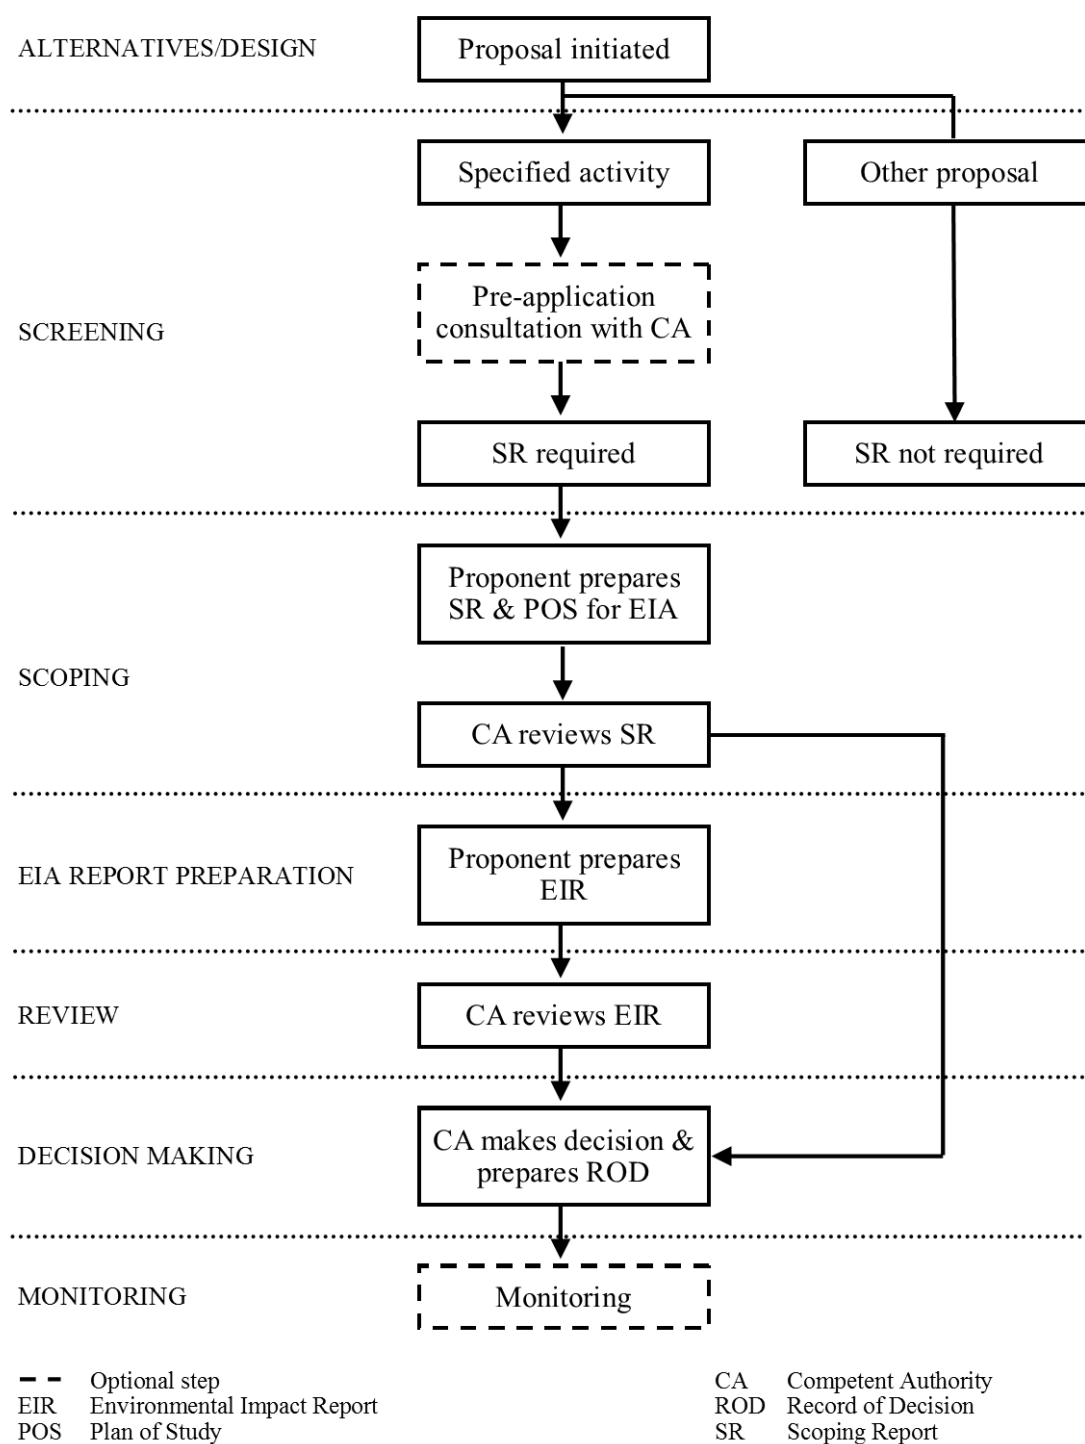 ALTERNATIVES/DESIGN
Proposal initiated
Specified activity
Other proposal
SCREENING
Pre-application
consultation with CA
SR required
SR not required
Proponent prepares
SR & POS for EIA
SCOPING
CA reviews SR
EIA REPORT PREPARATION
Proponent prepares
EIR
REVIEW
CA reviews EIR
DECISION MAKING
CA makes decision &
prepares ROD
MONITORING
Monitoring
Optional step
EIR Environmental Impact Report
POS Plan of Study
CA Competent Authority
ROD Record of Decision
SR Scoping Report